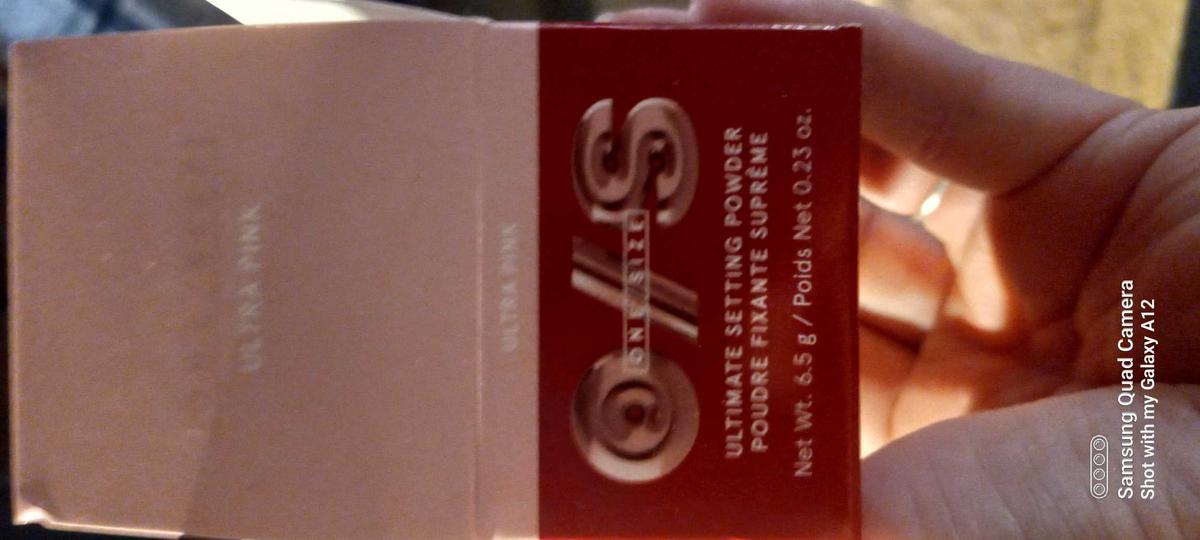 ULTRA PINK
ULTRA PINK
O/S
ONE/SIZE
ULTIMATE SETTING POWDER
POUDRE FIXANTE SUPRÊME
Net Wt. 6.5 g / Poids Net 0.23 oz.
Samsung Quad Camera
Shot with my Galaxy A12